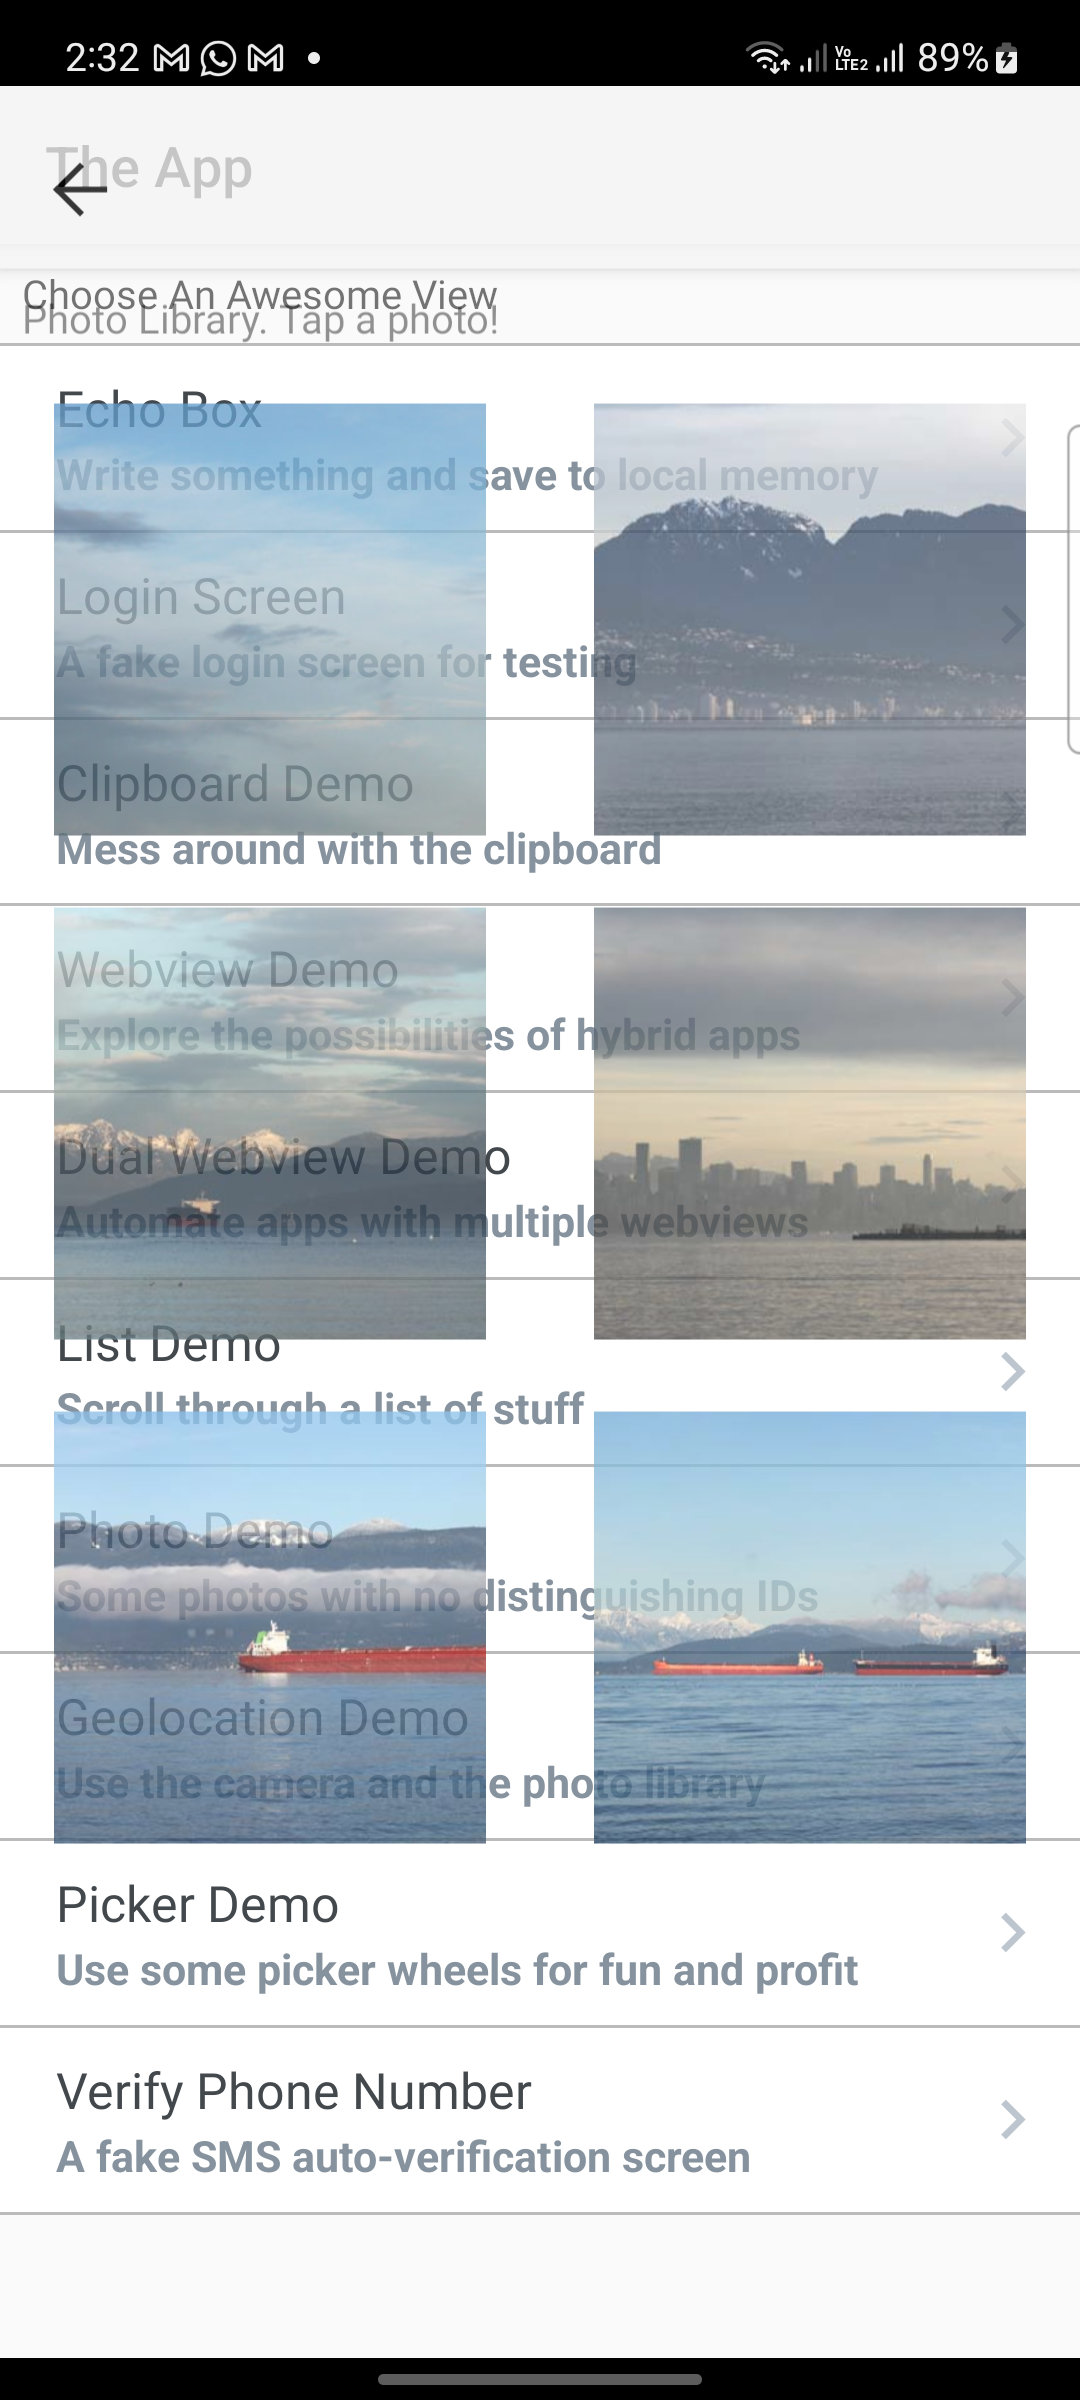 2:32
Vo LTE2 89%
The App
Choose An Awesome View
Photo Library. Tap a photo!
Echo Box
Write something and save to local memory
Login Screen
A fake login screen for testing
Clipboard Demo
Mess around with the clipboard
Webview Demo
Explore the possibilities of hybrid apps
Dual Webview Demo
Automate apps with multiple webviews
List Demo
Scroll through a list of stuff
Photo Demo
Some photos with no distinguishing IDs
Geolocation Demo
Use the camera and the photo library
Picker Demo
Use some picker wheels for fun and profit
Verify Phone Number
A fake SMS auto-verification screen